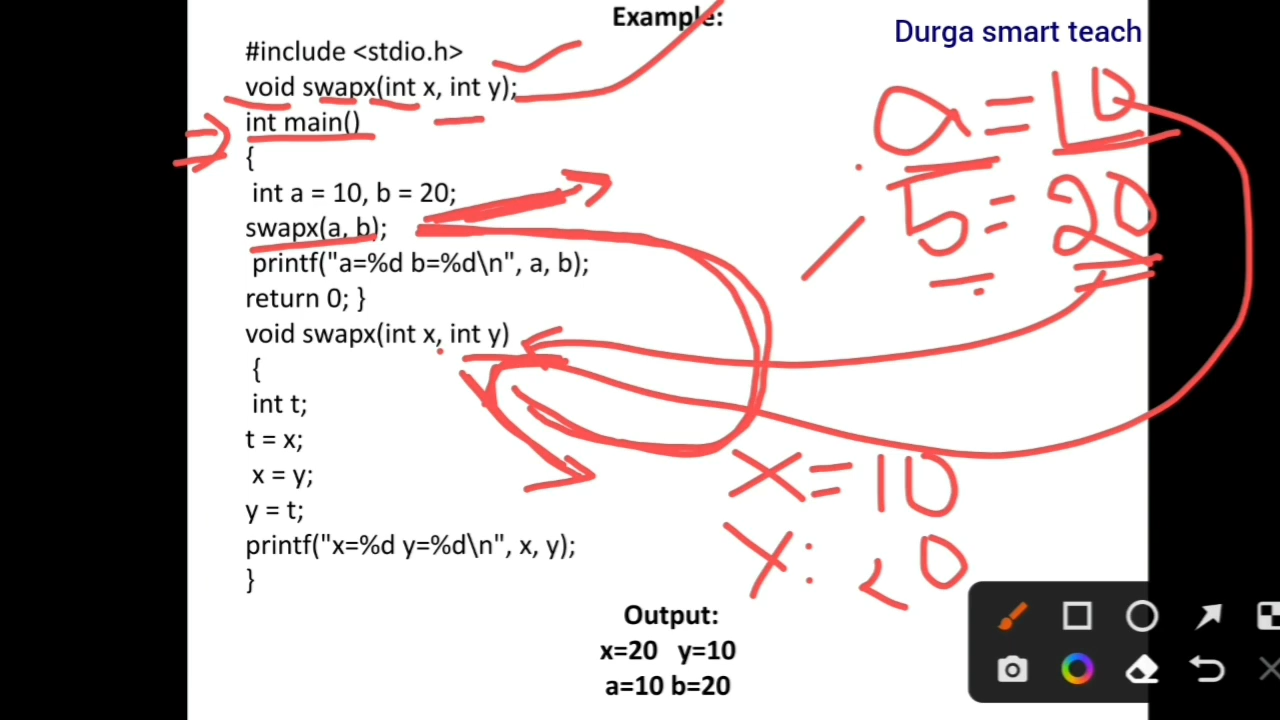 Example:
Durga smart teach
#include <stdio.h>
void swapx(int x, int y);
int main()
{
int a = 10, b = 20;
swapx(a, b);
printf("a=%d b=%d\n", a, b);
return 0; }
void swapx(int x, int y)
{
int t;
t = x;
x = y;
y = t;
printf("x=%d y=%d\n", x, y);
}
a=10
b=20
x=10
y: 20
Output:
x=20 y=10
a=10 b=20